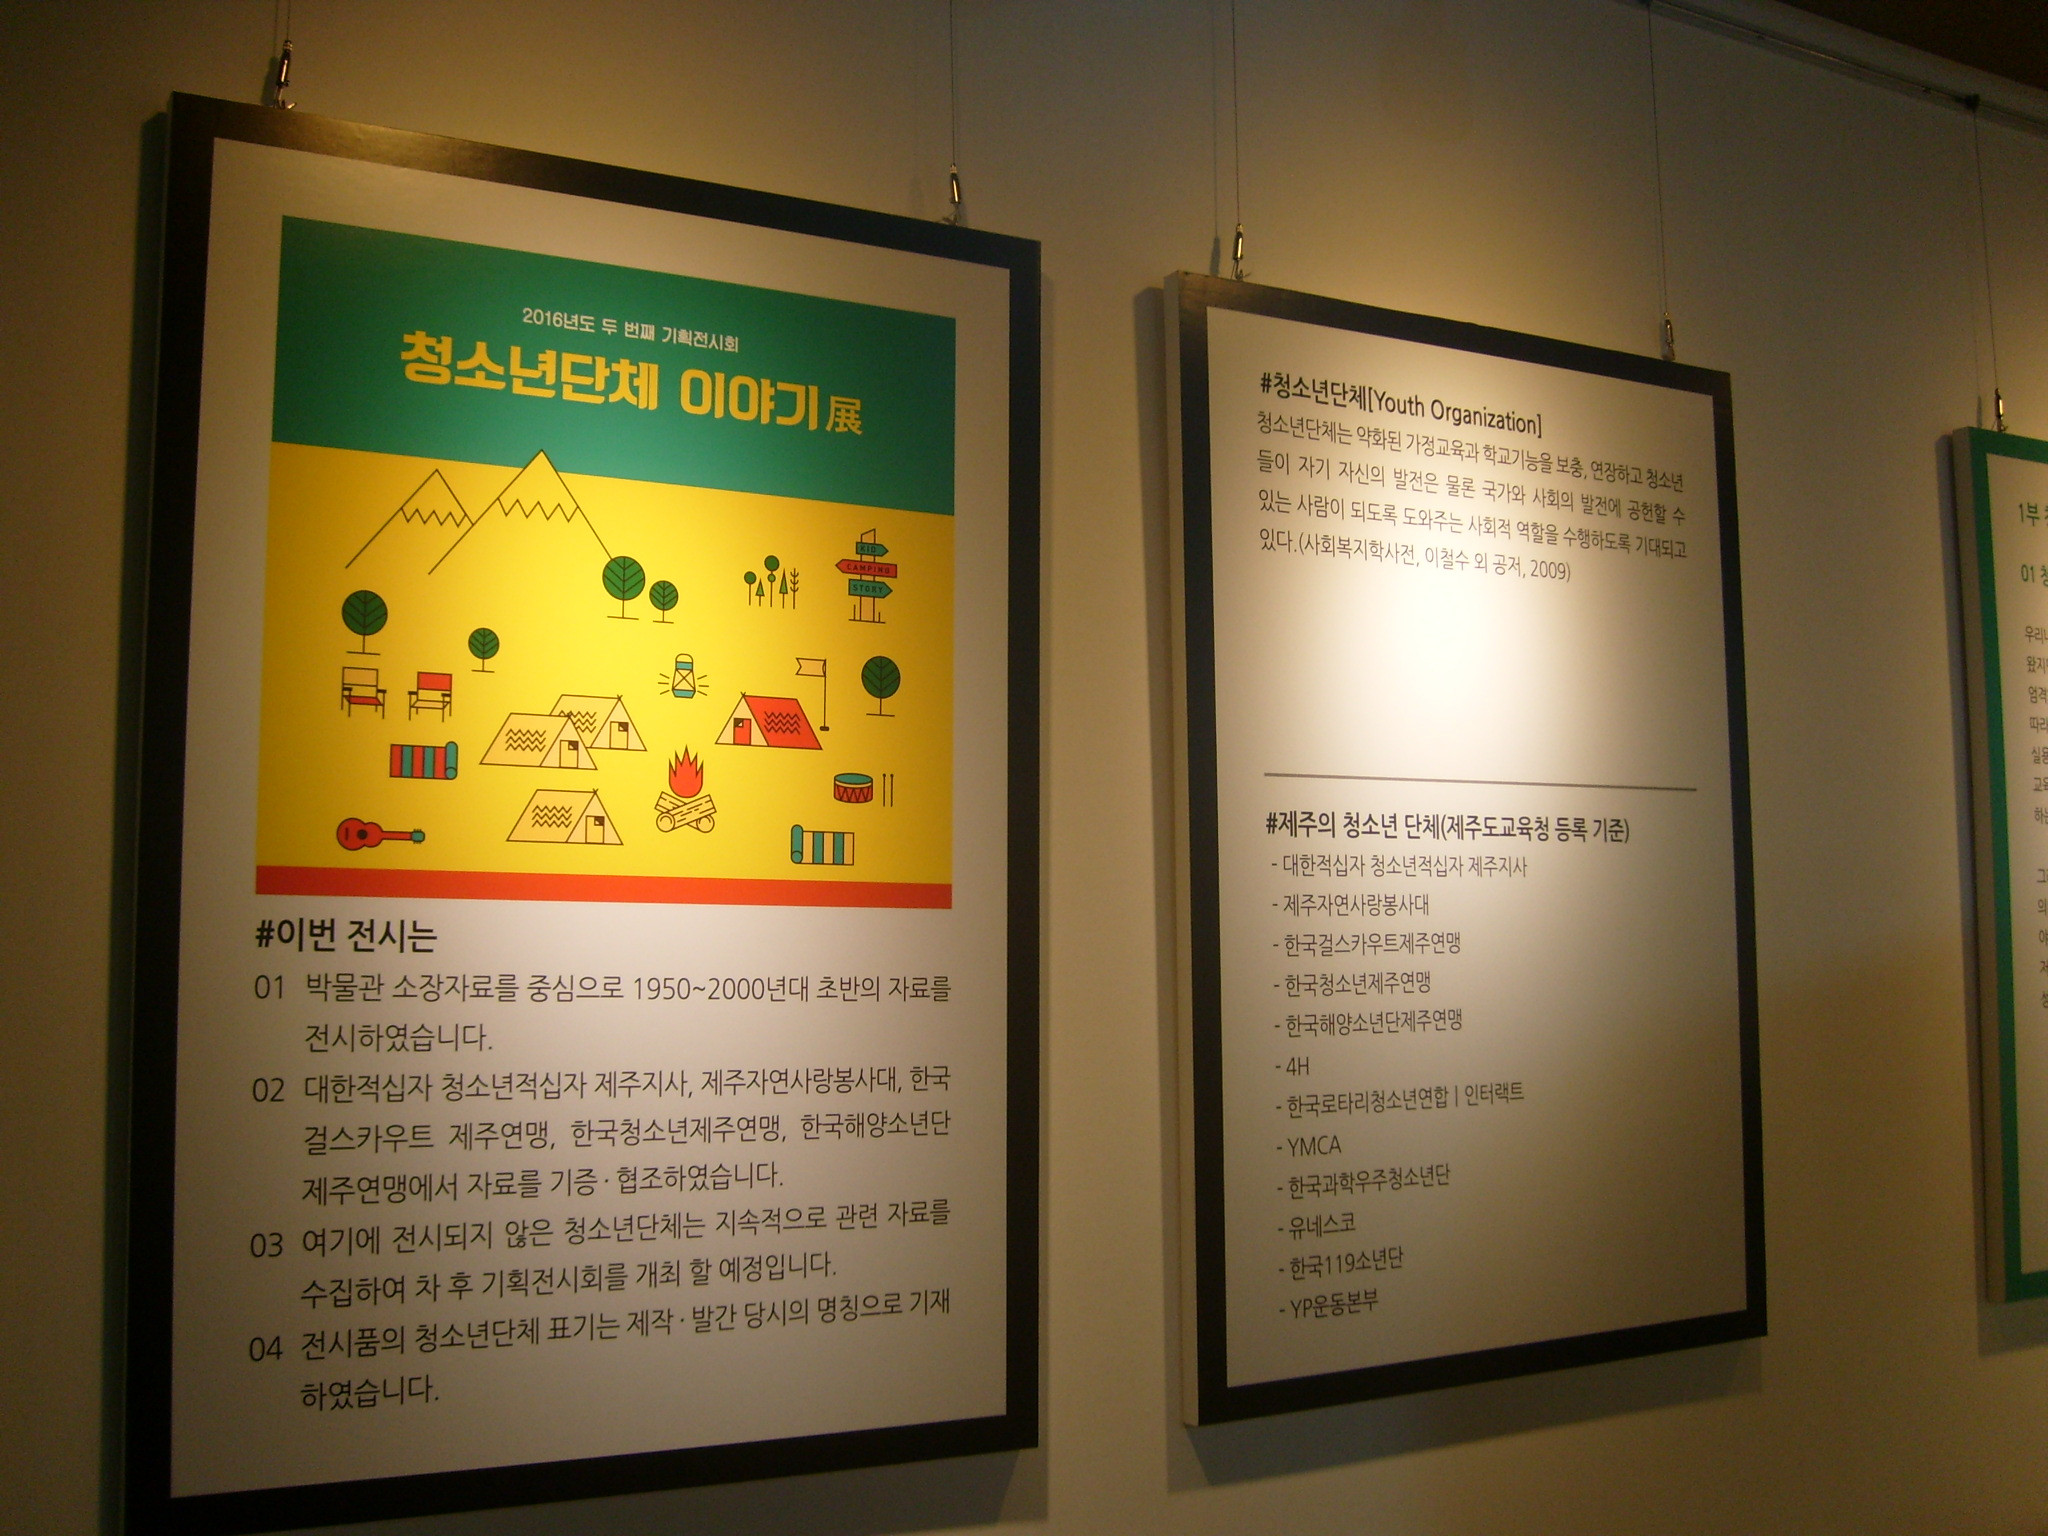 2016년도 두 번째 기획전시회
청소년단체 이야기展
KID
CAMPING
STORY
#이번 전시는
01 박물관 소장자료를 중심으로 1950~2000년대 초반의 자료를
전시하였습니다.
02 대한적십자 청소년적십자 제주지사, 제주자연사랑봉사대, 한국
걸스카우트 제주연맹, 한국청소년제주연맹, 한국해양소년단
제주연맹에서 자료를 기증·협조하였습니다.
03 여기에 전시되지 않은 청소년단체는 지속적으로 관련 자료를
수집하여 차 후 기획전시회를 개최 할 예정입니다.
04 전시품의 청소년단체 표기는 제작·발간 당시의 명칭으로 기재
하였습니다.
#청소년단체[Youth Organization]
청소년단체는 약화된 가정교육과 학교기능을 보충, 연장하고 청소년
들이 자기 자신의 발전은 물론 국가와 사회의 발전에 공헌할 수
있는 사람이 되도록 도와주는 사회적 역할을 수행하도록 기대되고
있다.(사회복지학사전, 이철수 외 공저, 2009)
#제주의 청소년 단체(제주도교육청 등록 기준)
- 대한적십자 청소년적십자 제주지사
- 제주자연사랑봉사대
- 한국걸스카우트제주연맹
- 한국청소년제주연맹
- 한국해양소년단제주연맹
- 4H
- 한국로타리청소년연합 | 인터랙트
- YMCA
- 한국과학우주청소년단
- 유네스코
- 한국119소년단
- YP운동본부
1부
01